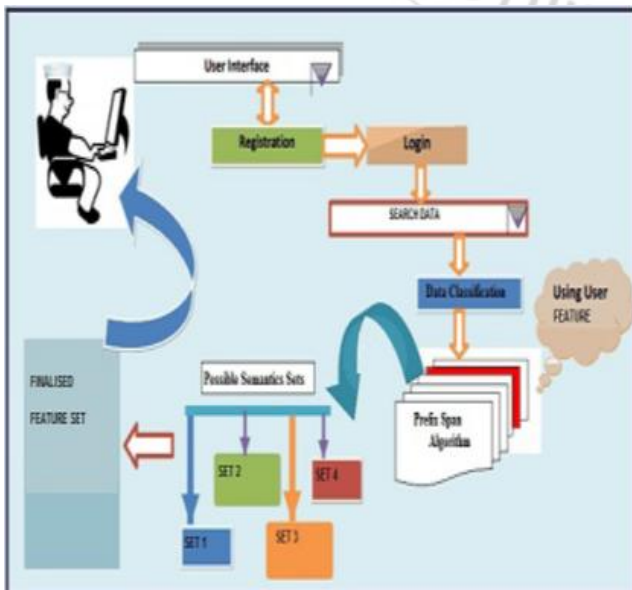 User Interface
Registration
Login
SEARCH DATA
Data Classification
Using User
FEATURE
Prefix Span
Algorithm
Possible Semantics Sets
SET 1
SET 2
SET 3
SET 4
FINALISED
FEATURE SET